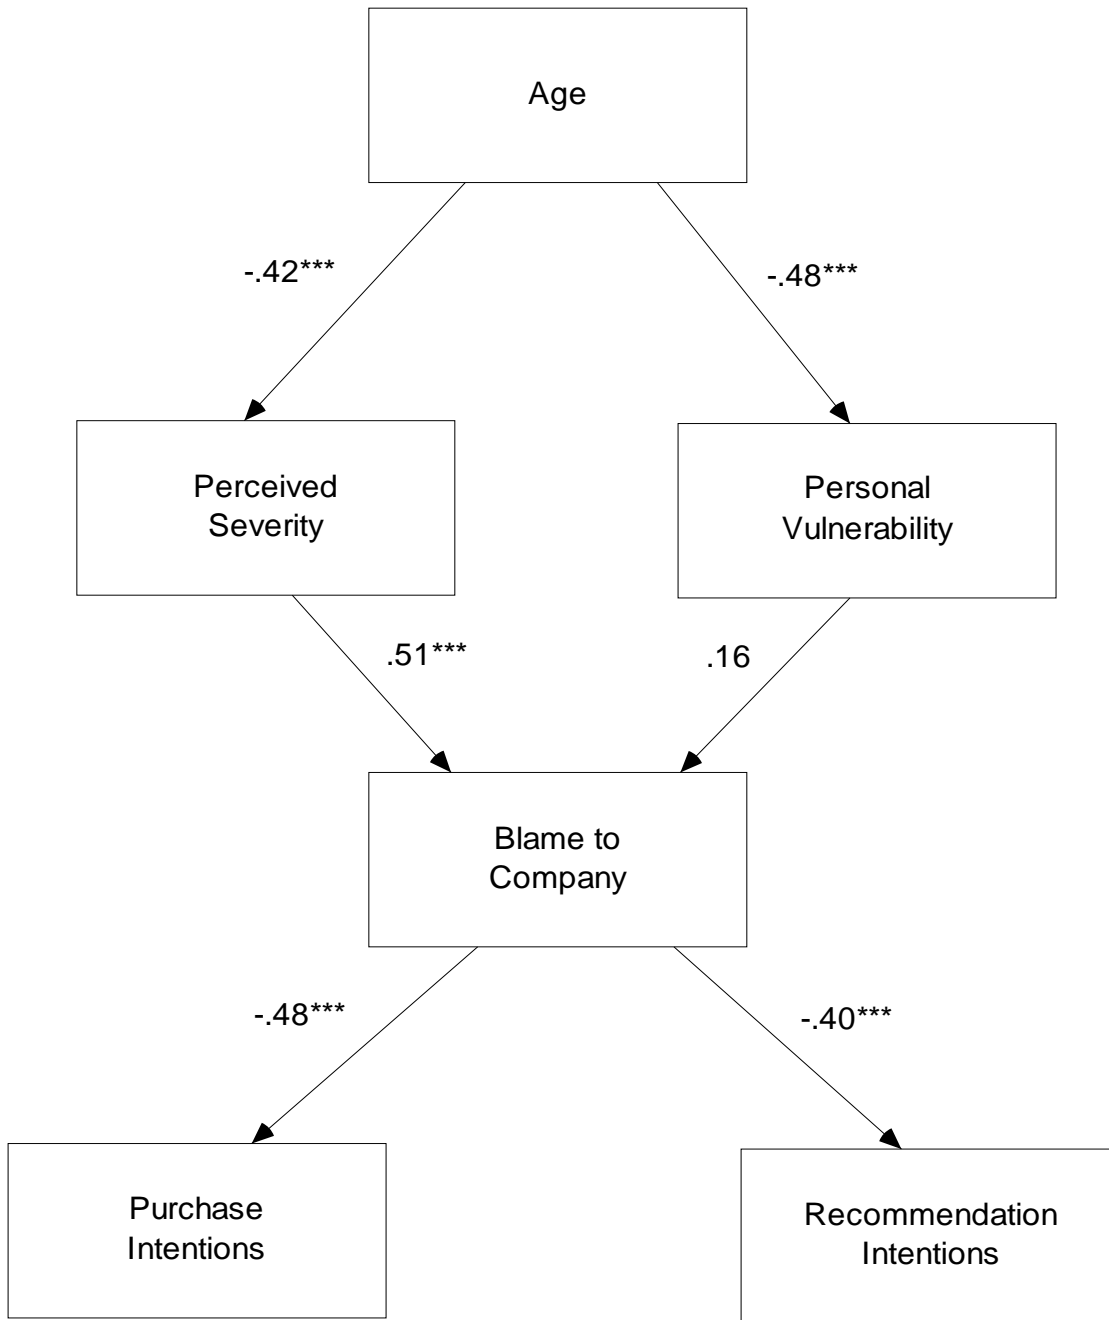 Age
-.42***
-.48***
Perceived
Severity
Personal
Vulnerability
.51***
.16
Blame to
Company
-.48***
-.40***
Purchase
Intentions
Recommendation
Intentions